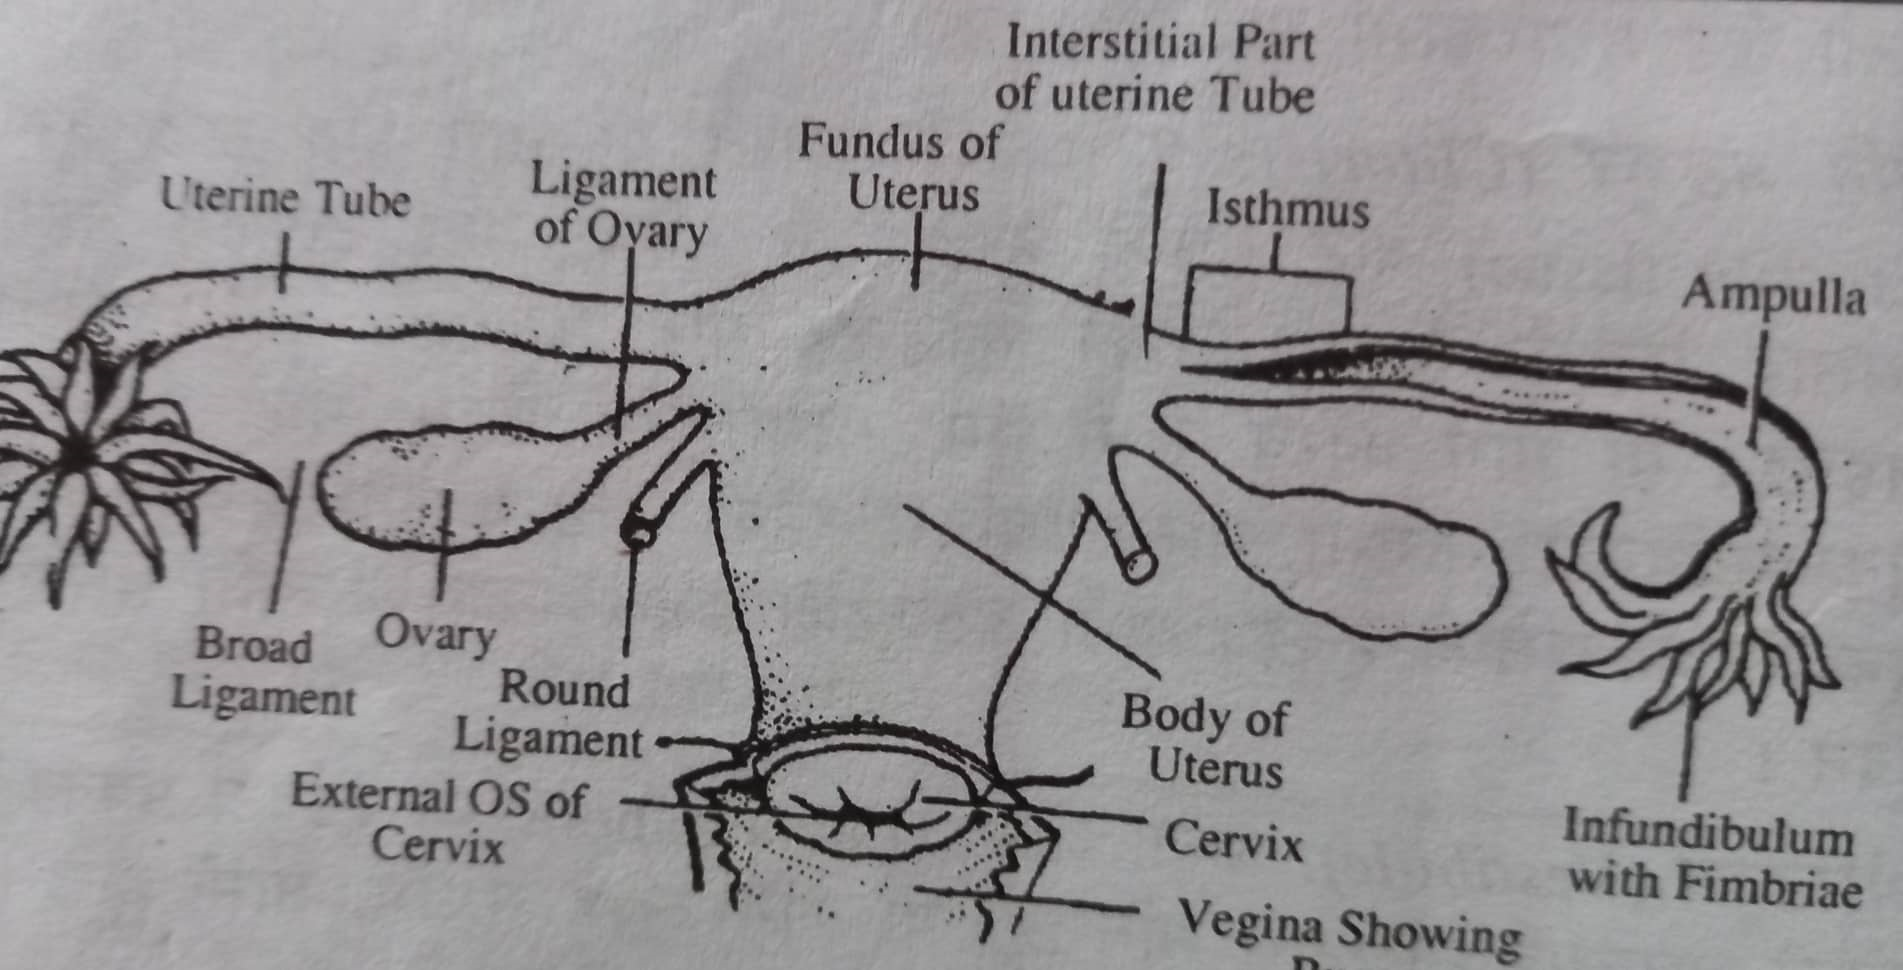 Interstitial Part
of uterine Tube
Fundus of
Uterus
Ligament
of Ovary
Uterine Tube
Isthmus
Ampulla
Broad
Ligament
Ovary
Round
Ligament
Body of
Uterus
External OS of
Cervix
Cervix
Infundibulum
with Fimbriae
Vegina Showing